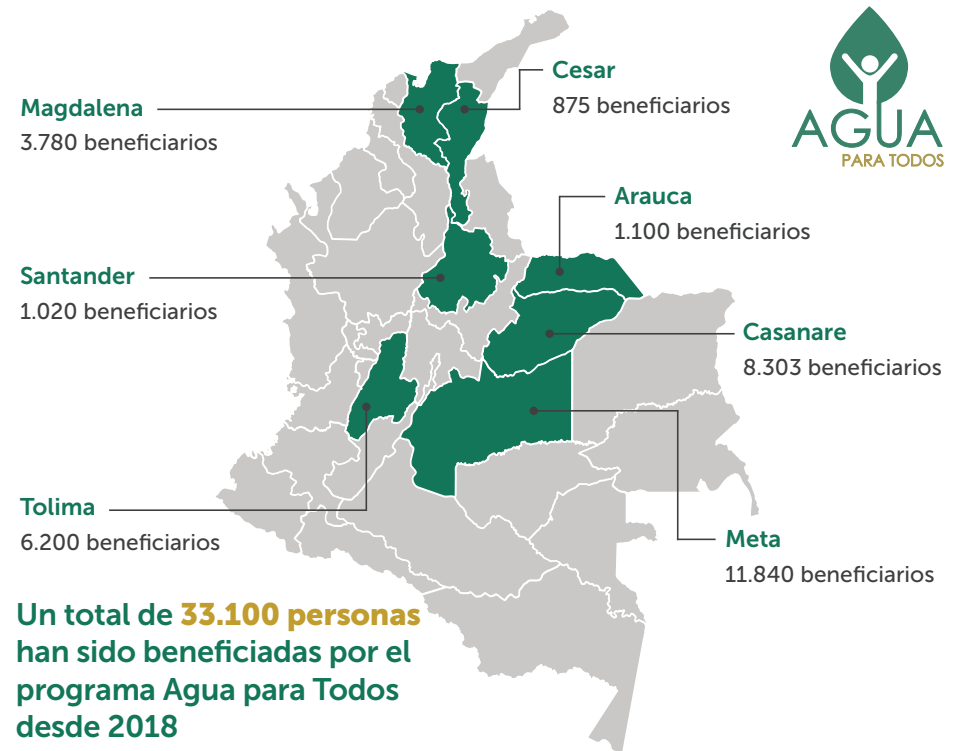 AGUA
PARA TODOS
Cesar
875 beneficiarios
Magdalena
3.780 beneficiarios
Arauca
1.100 beneficiarios
Santander
1.020 beneficiarios
Casanare
8.303 beneficiarios
Tolima
6.200 beneficiarios
Meta
11.840 beneficiarios
Un total de 33.100 personas
han sido beneficiadas por el
programa Agua para Todos
desde 2018